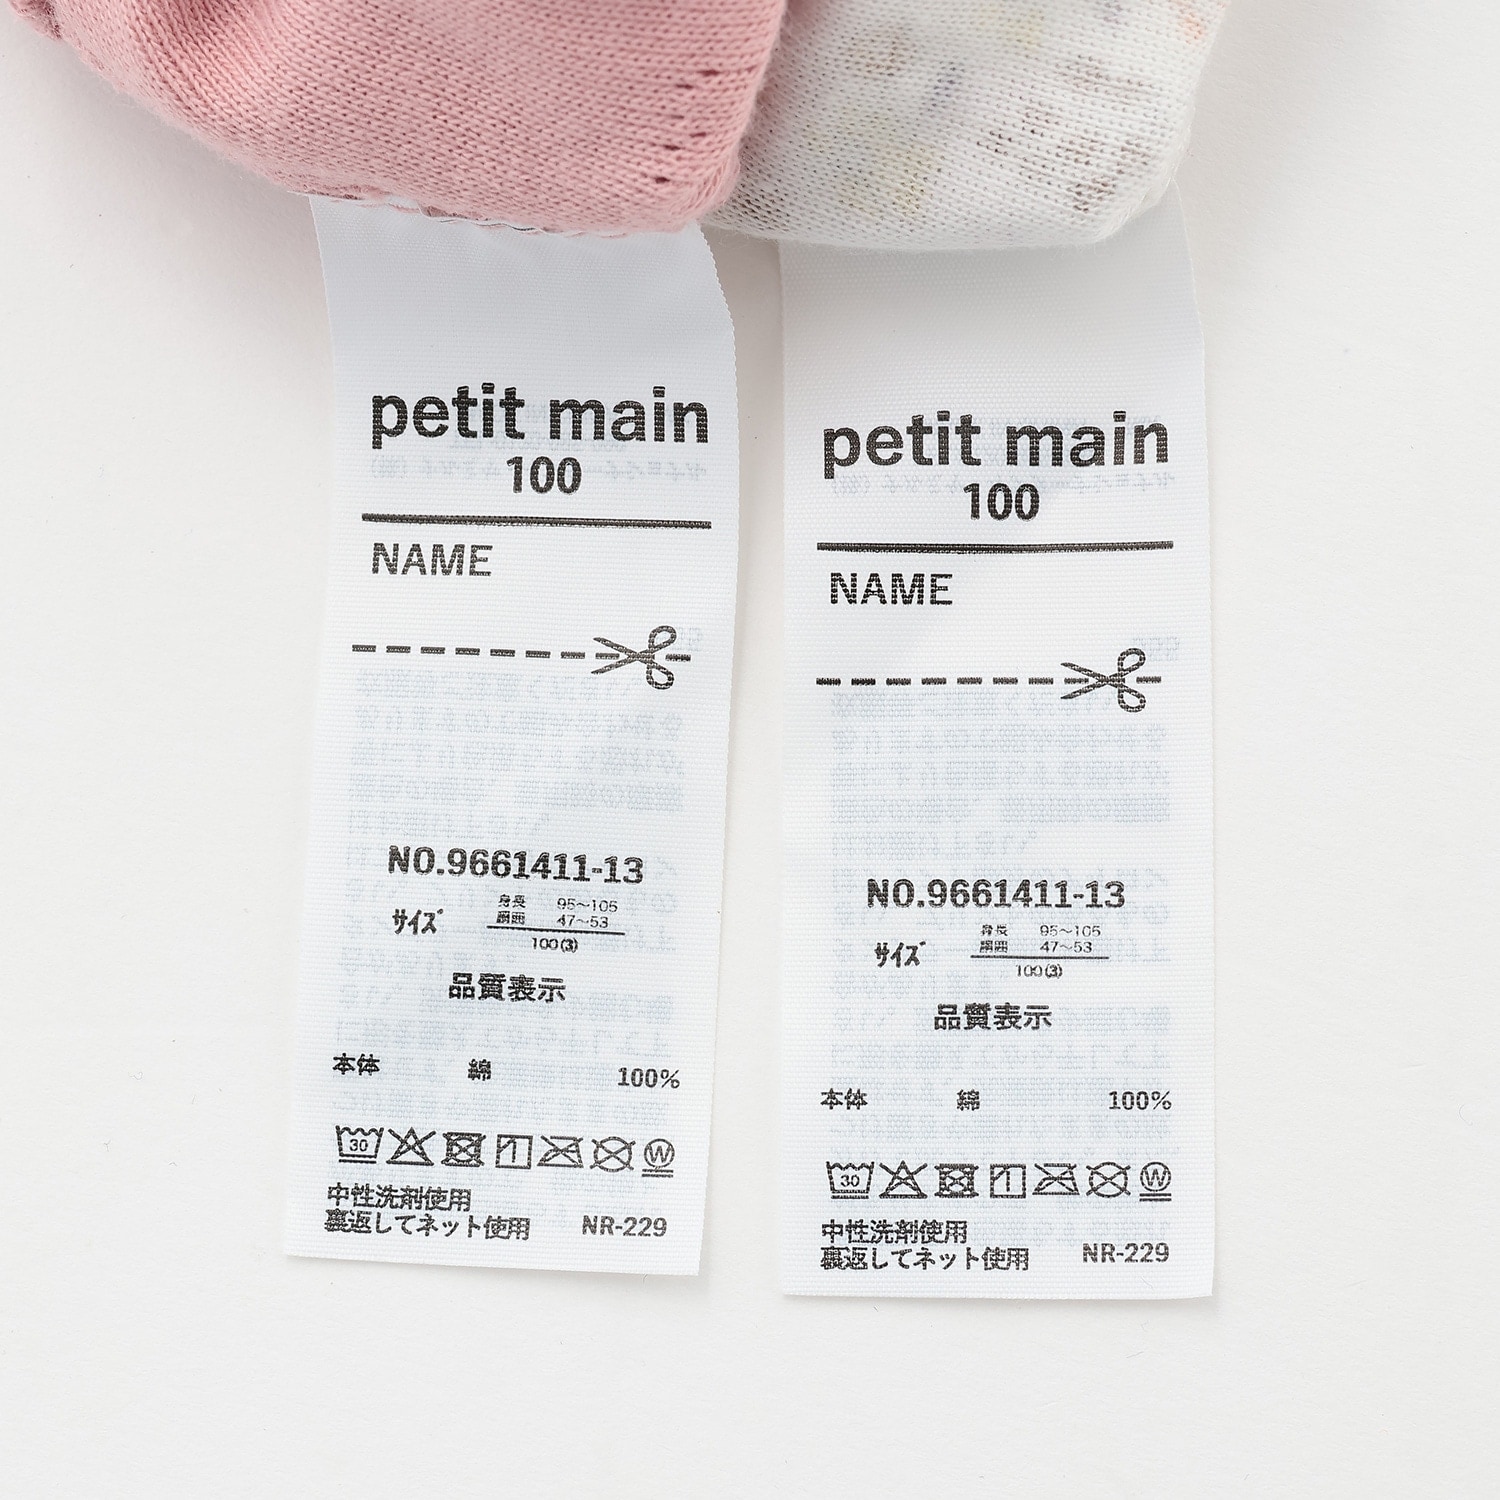 petit main
100
NAME
NO.9661411-13
サイズ
身長 95～105
胴囲 47～53
100(3)
品質表示
本体 綿 100%
30 W
中性洗剤使用
裏返してネット使用 NR-229
petit main
100
NAME
NO.9661411-13
サイズ
身長 95～105
胴囲 47～53
100(3)
品質表示
本体 綿 100%
30 W
中性洗剤使用
裏返してネット使用 NR-229